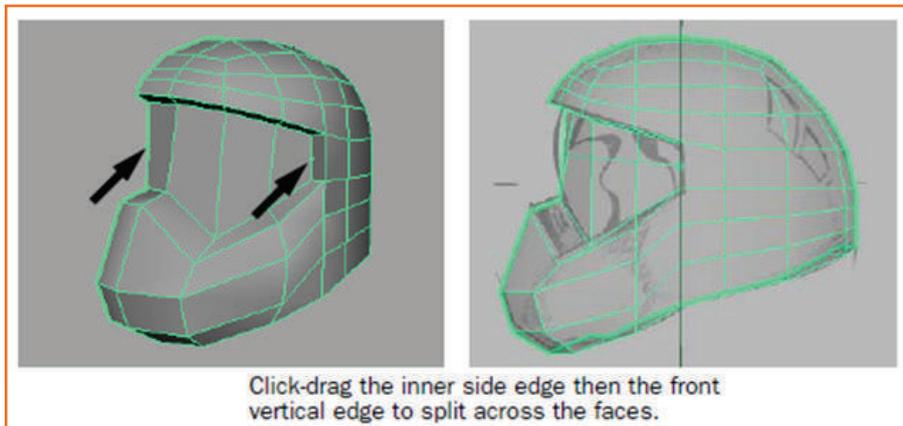 Click-drag the inner side edge then the front
vertical edge to split across the faces.